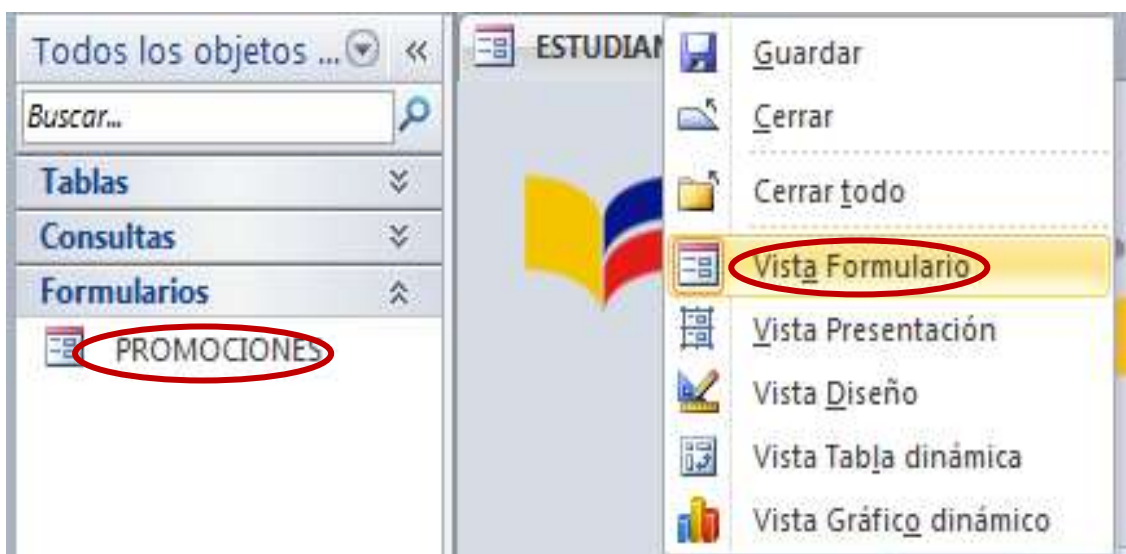 Todos los objetos ...
Buscar...
Tablas
Consultas
Formularios
PROMOCIONES
ESTUDIAN
Guardar
Cerrar
Cerrar todo
Vista Formulario
Vista Presentación
Vista Diseño
Vista Tabla dinámica
Vista Gráfico dinámico